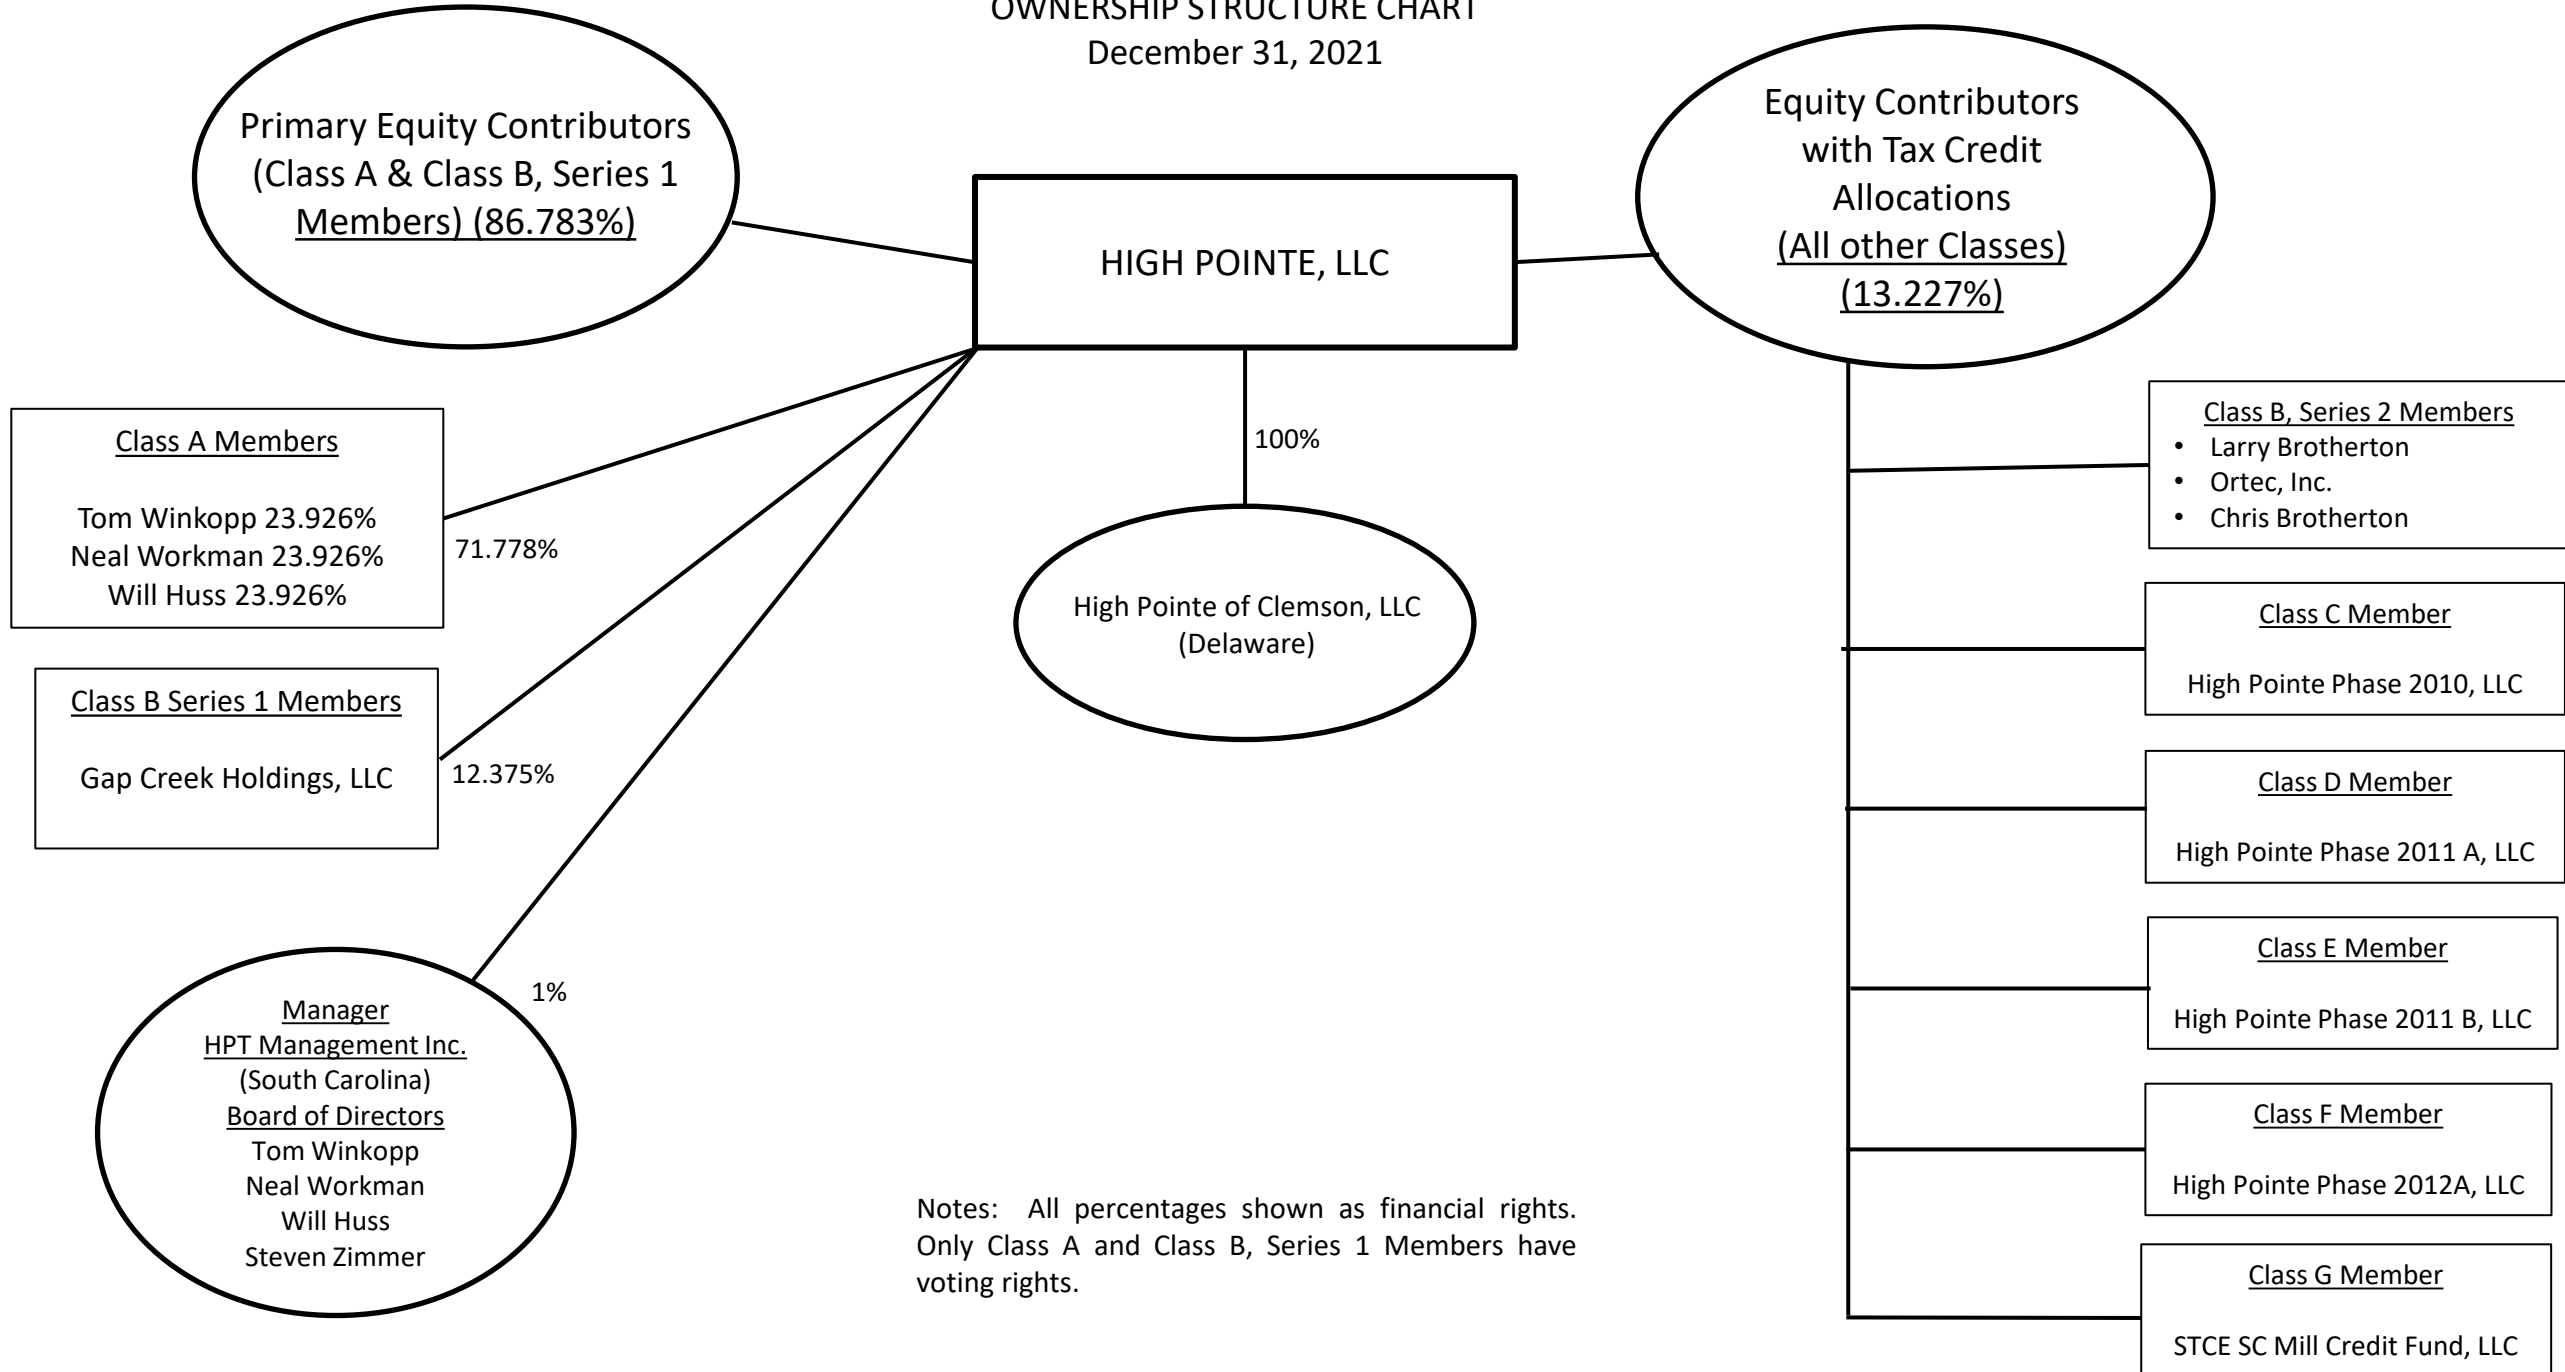 OWNERSHIP STRUCTURE CHART
December 31, 2021
Primary Equity Contributors
(Class A & Class B, Series 1
Members) (86.783%)
HIGH POINTE, LLC
Equity Contributors
with Tax Credit
Allocations
(All other Classes)
(13.227%)
Class A Members
Tom Winkopp 23.926%
Neal Workman 23.926%
Will Huss 23.926%
71.778%
Class B Series 1 Members
Gap Creek Holdings, LLC
12.375%
Manager
HPT Management Inc.
(South Carolina)
Board of Directors
Tom Winkopp
Neal Workman
Will Huss
Steven Zimmer
1%
100%
High Pointe of Clemson, LLC
(Delaware)
Notes: All percentages shown as financial rights.
Only Class A and Class B, Series 1 Members have
voting rights.
Class B, Series 2 Members
• Larry Brotherton
• Ortec, Inc.
• Chris Brotherton
Class C Member
High Pointe Phase 2010, LLC
Class D Member
High Pointe Phase 2011 A, LLC
Class E Member
High Pointe Phase 2011 B, LLC
Class F Member
High Pointe Phase 2012A, LLC
Class G Member
STCE SC Mill Credit Fund, LLC